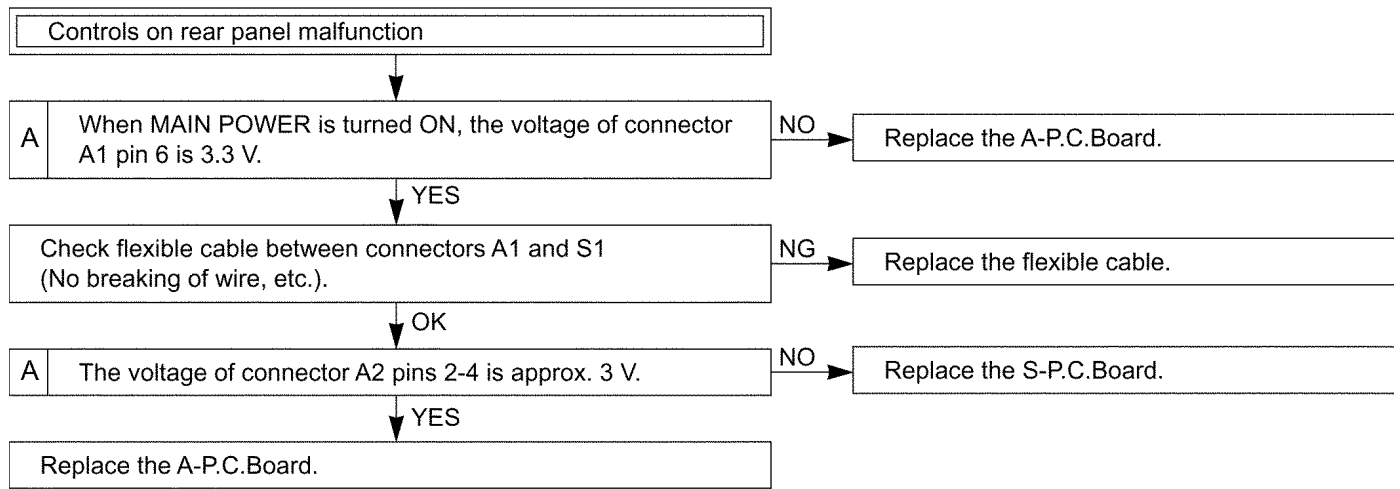 Controls on rear panel malfunction
A
When MAIN POWER is turned ON, the voltage of connector
A1 pin 6 is 3.3 V.
NO
Replace the A-P.C.Board.
YES
Check flexible cable between connectors A1 and S1
(No breaking of wire, etc.).
NG
Replace the flexible cable.
OK
A
The voltage of connector A2 pins 2-4 is approx. 3 V.
NO
Replace the S-P.C.Board.
YES
Replace the A-P.C.Board.